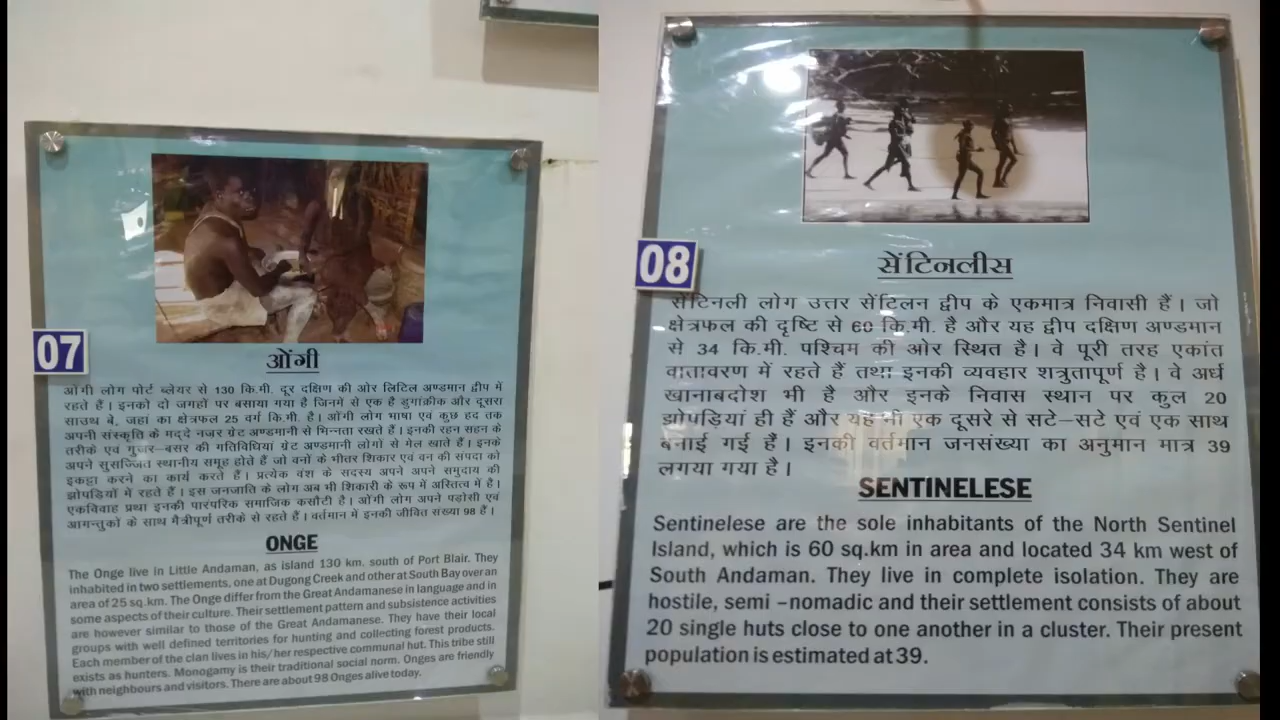 07
ओंगी
ओंगी लोग पोर्ट ब्लेयर से 130 कि.मी. दूर दक्षिण की ओर लिटिल अण्डमान द्वीप में
रहते हैं। इनको दो जगहों पर बसाया गया है जिनमें से एक है डुगांक्रीक और दूसरा
साउथ बे, जहां का क्षेत्रफल 25 वर्ग कि.मी. है। ओंगी लोग भाषा एवं कुछ हद तक
अपनी संस्कृति के मद्दे नजर ग्रेट अण्डमानी से भिन्नता रखते हैं। इनकी रहन सहन के
तरीके एवं गुजर–बसर की गतिविधियां ग्रेट अण्डमानी लोगों से मेल खाते हैं। इनके
अपने सुसज्जित स्थानीय समूह होते हैं जो वनों के भीतर शिकार एवं वन की संपदा को
इकट्ठा करने का कार्य करते हैं। प्रत्येक वंश के सदस्य अपने अपने समुदाय की
झोपड़ियों में रहते हैं। इस जनजाति के लोग अब भी शिकारी के रूप में अस्तित्व में है।
एकविवाह प्रथा इनकी पारंपरिक समाजिक कसौटी है। ओंगी लोग अपने पडोसी एवं
आगन्तुकों के साथ मैत्रीपूर्ण तरीके से रहते हैं। वर्तमान में इनकी जीवित संख्या 98 हैं।
ONGE
The Onge live in Little Andaman, as island 130 km. south of Port Blair. They
inhabited in two settlements, one at Dugong Creek and other at South Bay over an
area of 25 sq.km. The Onge differ from the Great Andamanese in language and in
some aspects of their culture. Their settlement pattern and subsistence activities
are however similar to those of the Great Andamanese. They have their local
groups with well defined territories for hunting and collecting forest products.
Each member of the clan lives in his/her respective communal hut. This tribe still
exists as hunters. Monogamy is their traditional social norm. Onges are friendly
with neighbours and visitors. There are about 98 Onges alive today.
08
सेंटिनलीस
सेंटिनली लोग उत्तर सेंटिलन द्वीप के एकमात्र निवासी हैं। जो
क्षेत्रफल की दृष्टि से 60 कि.मी. है और यह द्वीप दक्षिण अण्डमान
से 34 कि.मी. पश्चिम की ओर स्थित है। वे पूरी तरह एकांत
वातावरण में रहते हैं तथा इनकी व्यवहार शत्रुतापूर्ण है। वे अर्ध
खानाबदोश भी है और इनके निवास स्थान पर कुल 20
झोपड़ियां ही हैं और यह भी एक दूसरे से सटे–सटे एवं एक साथ
बनाई गई हैं। इनकी वर्तमान जनसंख्या का अनुमान मात्र 39
लगया गया है।
SENTINELESE
Sentinelese are the sole inhabitants of the North Sentinel
Island, which is 60 sq.km in area and located 34 km west of
South Andaman. They live in complete isolation. They are
hostile, semi –nomadic and their settlement consists of about
20 single huts close to one another in a cluster. Their present
population is estimated at 39.